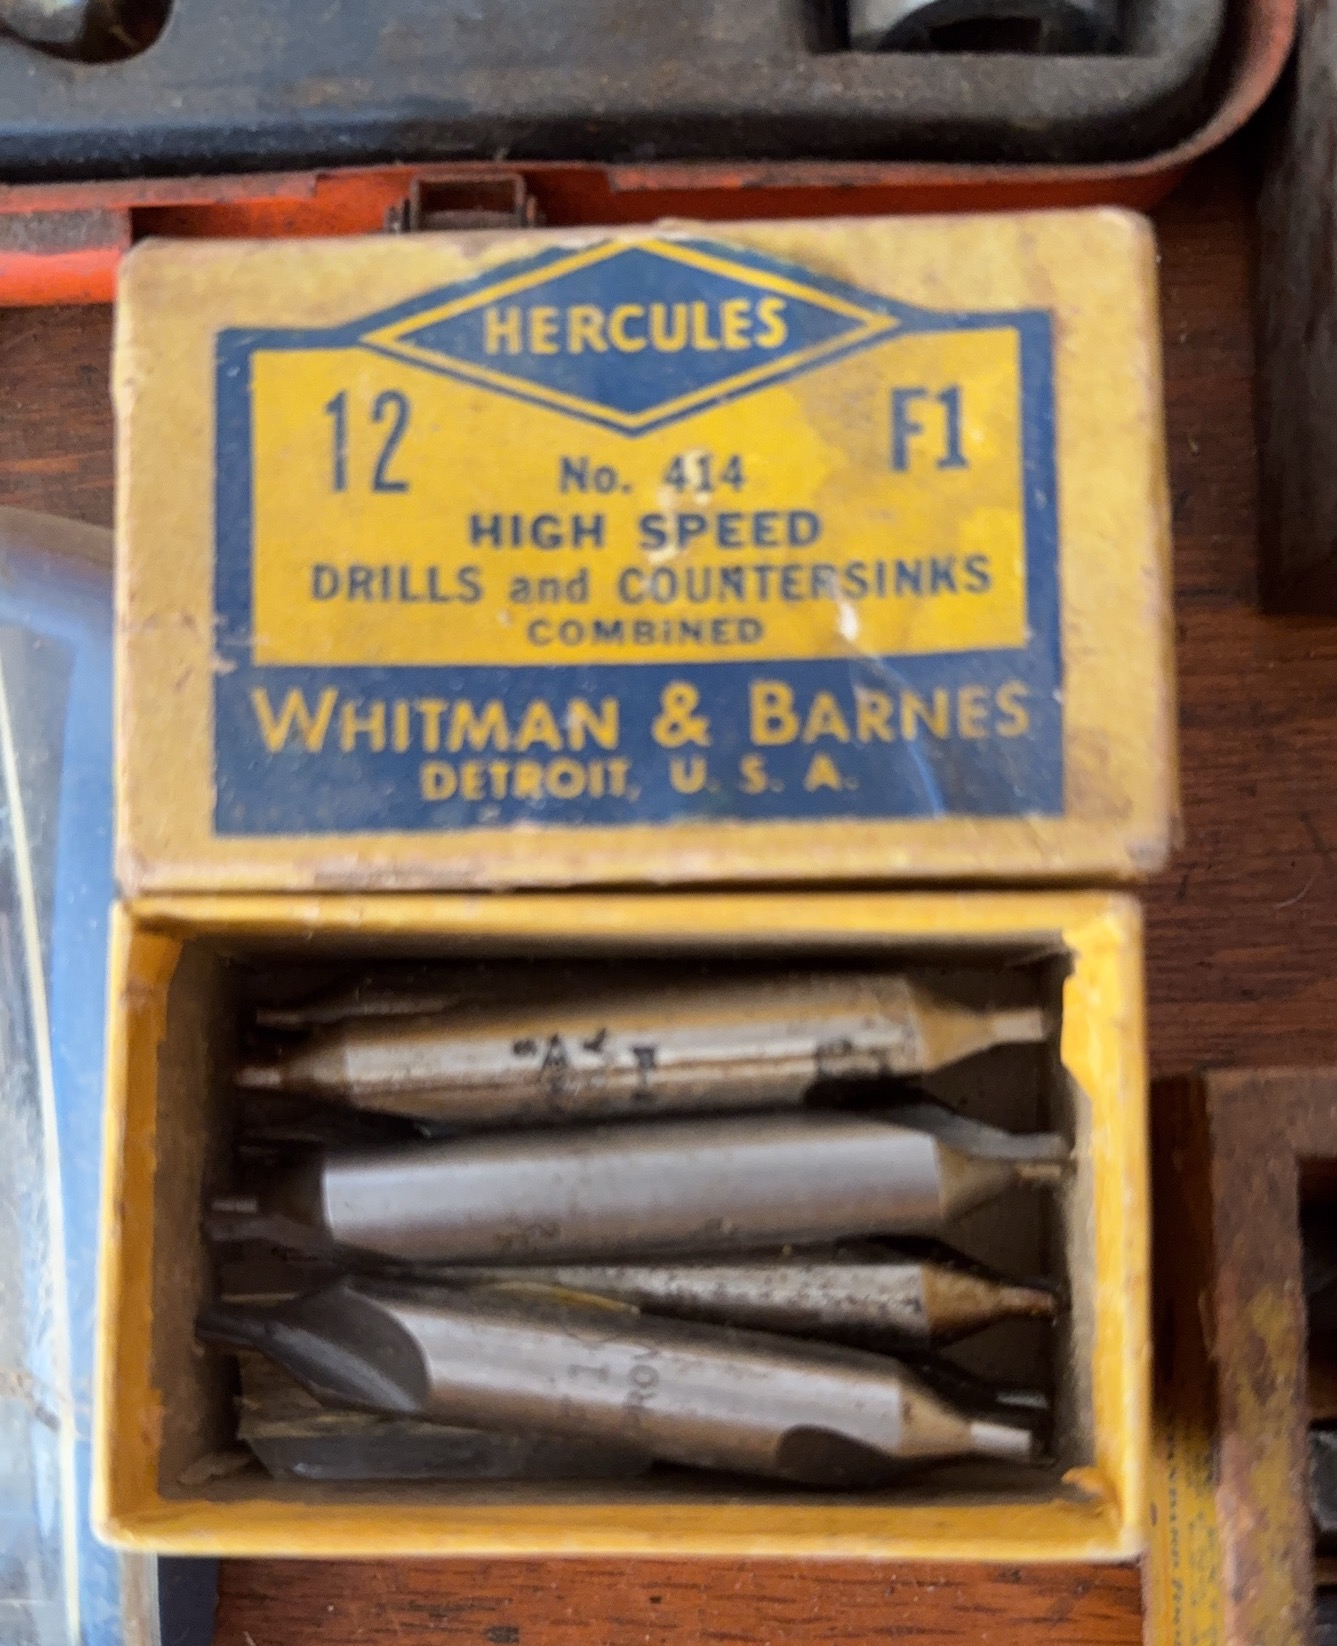 HERCULES
12
F1
No. 414
HIGH SPEED
DRILLS and COUNTERSINKS
COMBINED
WHITMAN & BARNES
DETROIT, U. S. A.